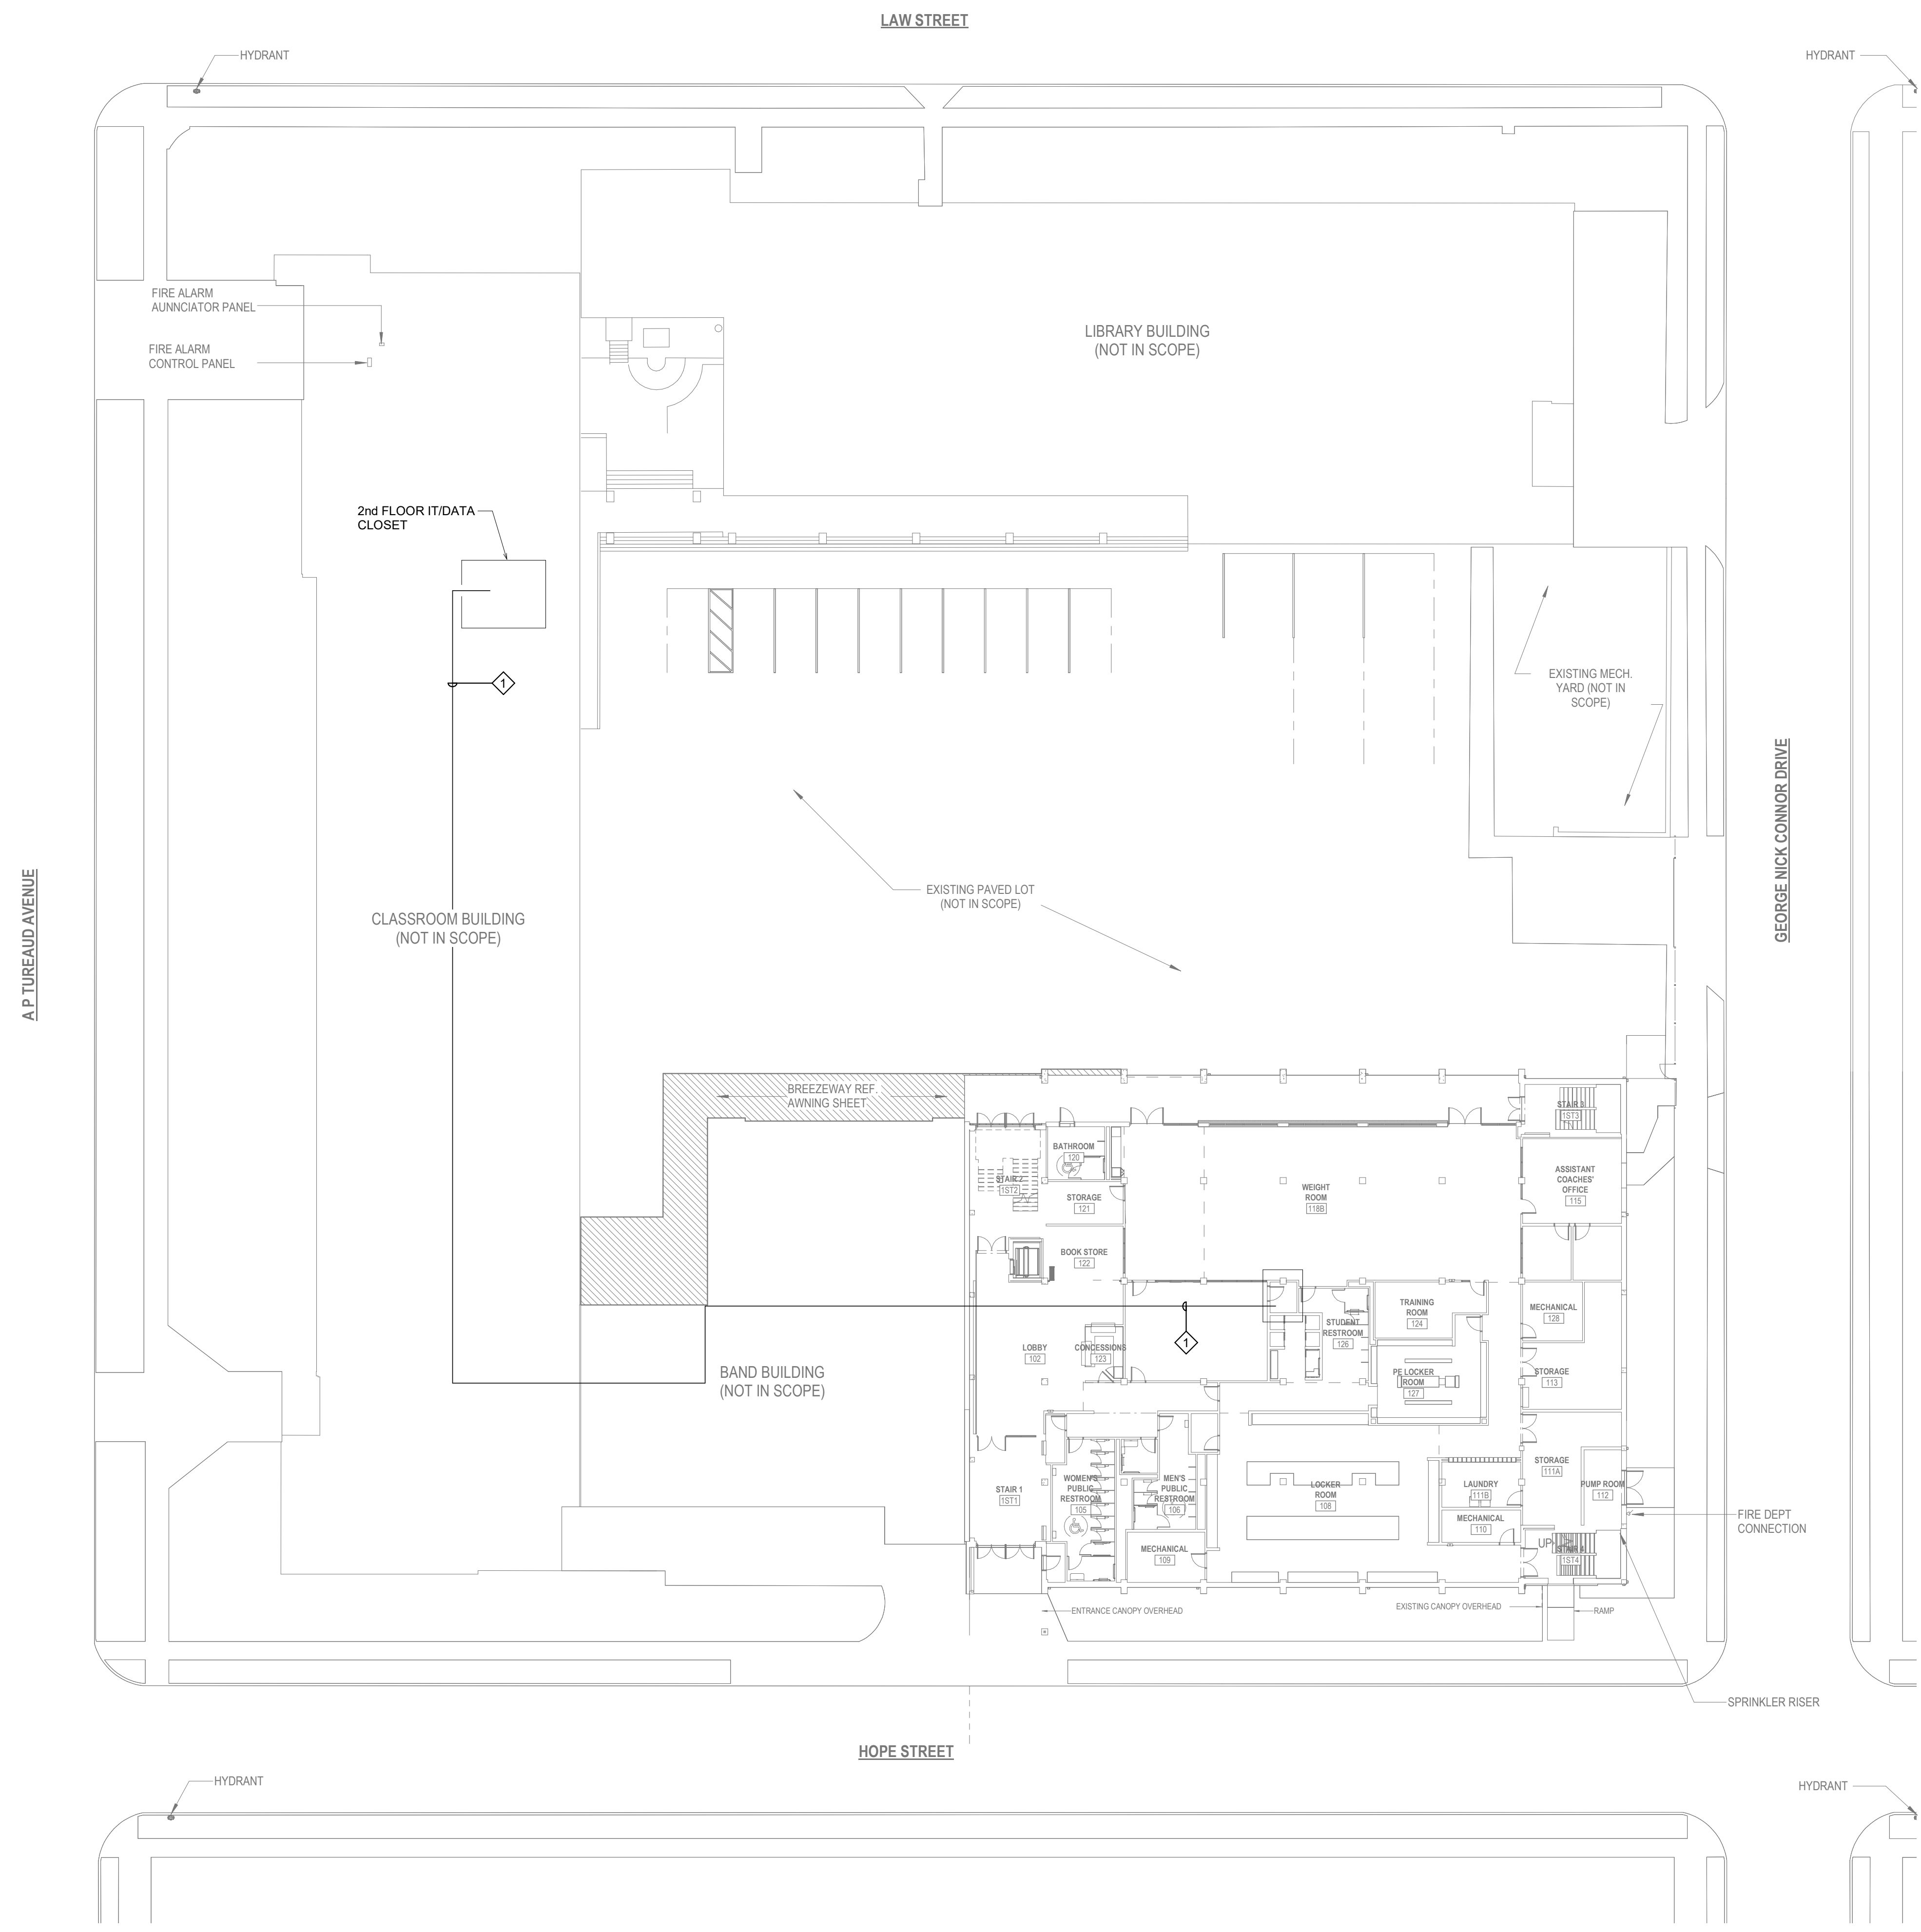 LAW STREET
HYDRANT
HYDRANT
FIRE ALARM
AUNNCIATOR PANEL
FIRE ALARM
CONTROL PANEL
LIBRARY BUILDING
(NOT IN SCOPE)
2nd FLOOR IT/DATA
CLOSET
1
EXISTING MECH.
YARD (NOT IN
SCOPE)
GEORGE NICK CONNOR DRIVE
A P TUREAUD AVENUE
EXISTING PAVED LOT
(NOT IN SCOPE)
CLASSROOM BUILDING
(NOT IN SCOPE)
BREEZEWAY REF.
AWNING SHEET
STAIR 3
1ST3
BATHROOM
120
STAIR 2
1ST2
STORAGE
121
WEIGHT
ROOM
118B
ASSISTANT
COACHES'
OFFICE
115
BOOK STORE
122
TRAINING
ROOM
124
MECHANICAL
128
STUDENT
RESTROOM
126
1
LOBBY
102
CONCESSIONS
123
BAND BUILDING
(NOT IN SCOPE)
PE LOCKER
ROOM
127
STORAGE
113
STAIR 1
1ST1
WOMEN'S
PUBLIC
RESTROOM
105
MEN'S
PUBLIC
RESTROOM
106
LOCKER
ROOM
108
LAUNDRY
111B
STORAGE
111A
PUMP ROOM
112
MECHANICAL
110
MECHANICAL
109
UP
STAIR 4
1ST4
FIRE DEPT
CONNECTION
ENTRANCE CANOPY OVERHEAD
EXISTING CANOPY OVERHEAD
RAMP
SPRINKLER RISER
HOPE STREET
HYDRANT
HYDRANT